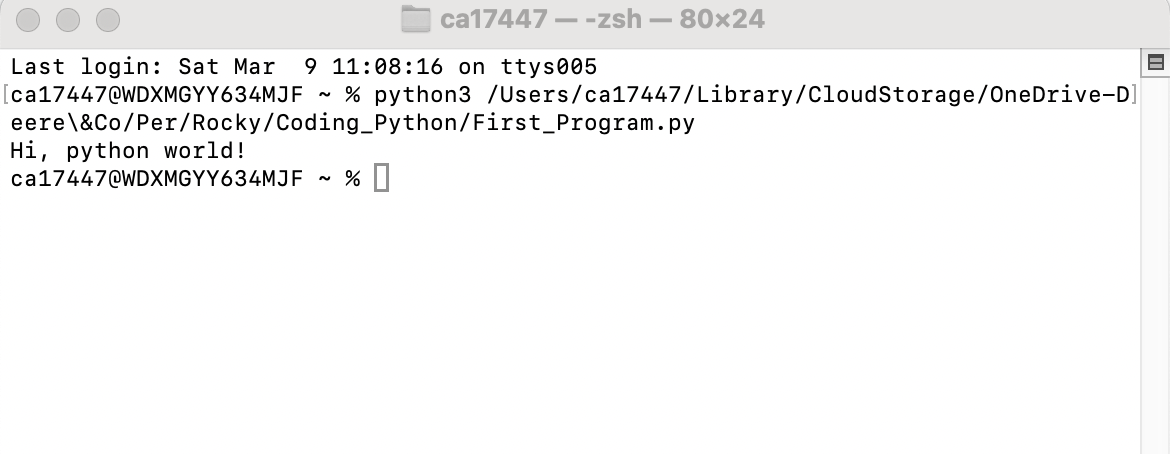 ca17447 — -zsh — 80×24
Last login: Sat Mar  9 11:08:16 on ttys005
[ca17447@WDXMGYY634MJF ~ % python3 /Users/ca17447/Library/CloudStorage/OneDrive-D]
eere\&Co/Per/Rocky/Coding_Python/First_Program.py
Hi, python world!
ca17447@WDXMGYY634MJF ~ %